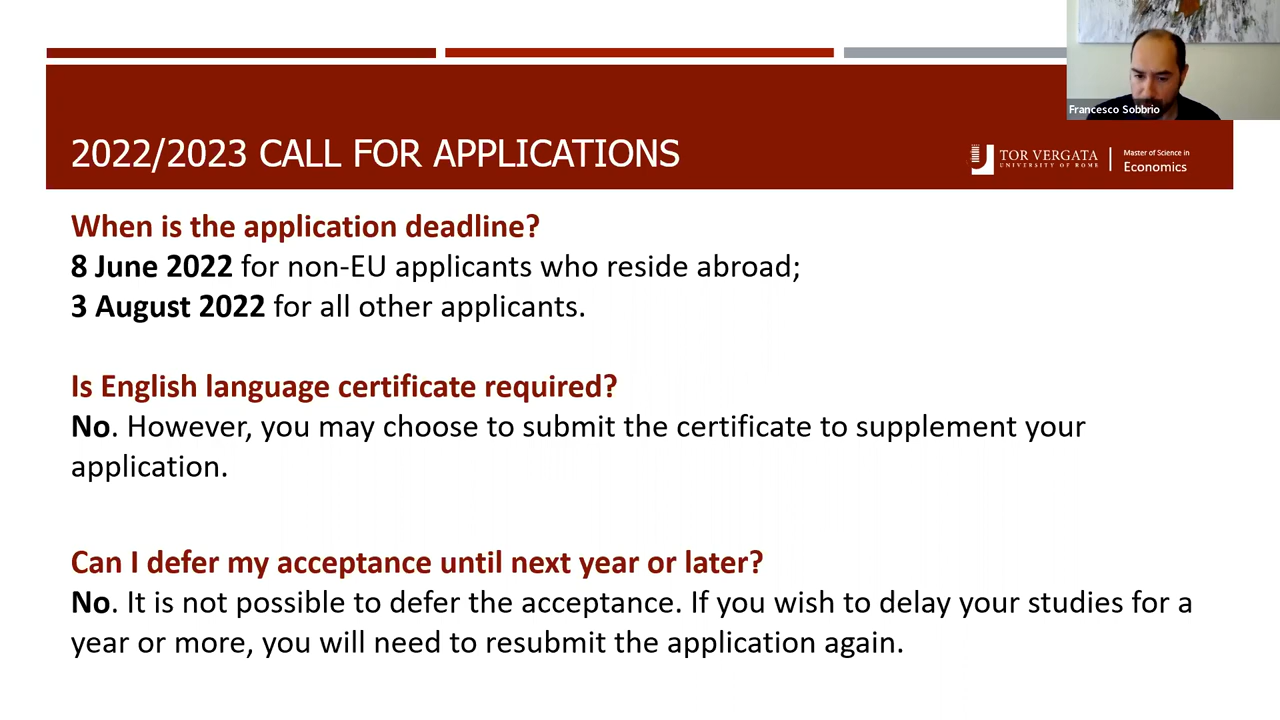 Francesco Sobbrio
2022/2023 CALL FOR APPLICATIONS
TOR VERGATA
UNIVERSITY OF ROME
Master of Science in
Economics
When is the application deadline?
8 June 2022 for non-EU applicants who reside abroad;
3 August 2022 for all other applicants.
Is English language certificate required?
No. However, you may choose to submit the certificate to supplement your
application.
Can I defer my acceptance until next year or later?
No. It is not possible to defer the acceptance. If you wish to delay your studies for a
year or more, you will need to resubmit the application again.